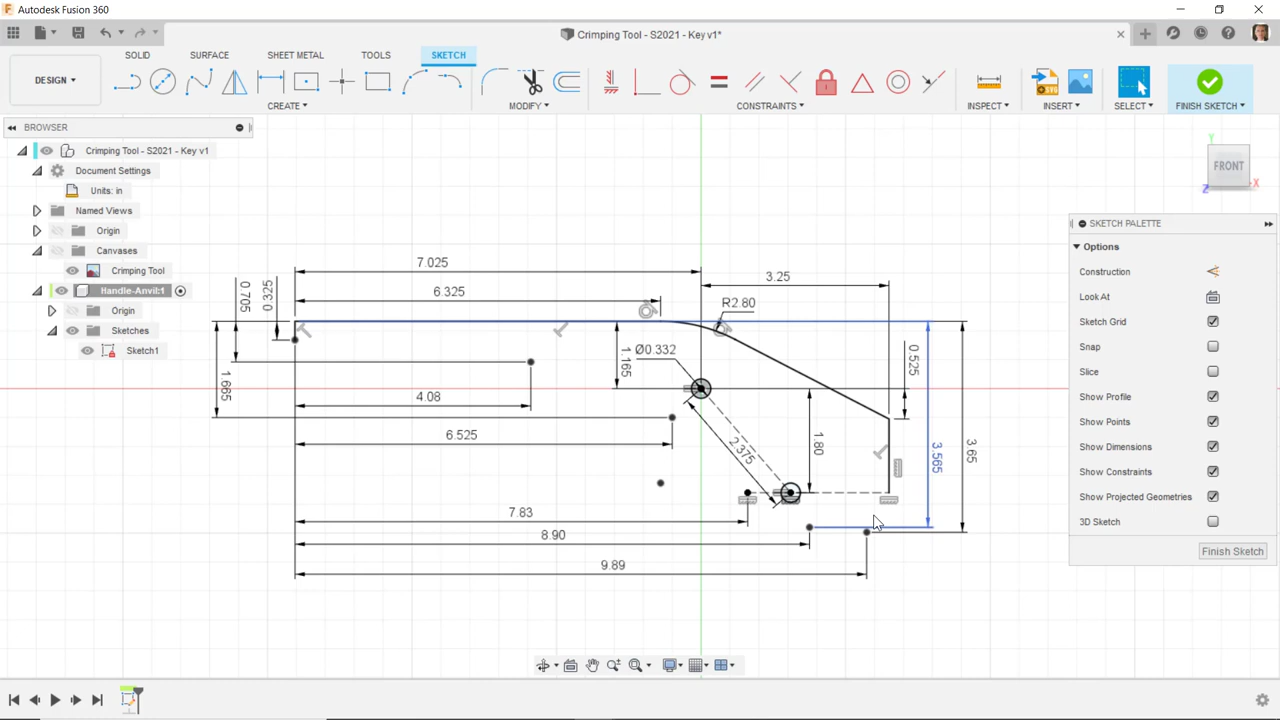 Autodesk Fusion 360
Crimping Tool - S2021 - Key v1*
SOLID SURFACE SHEET METAL TOOLS SKETCH
DESIGN
CREATE MODIFY CONSTRAINTS INSPECT INSERT SELECT FINISH SKETCH
BROWSER
Crimping Tool - S2021 - Key v1
Document Settings
Units: in
Named Views
Origin
Canvases
Crimping Tool
Handle-Anvil:1
Origin
Sketches
Sketch1
FRONT
Y
X
Z
SKETCH PALETTE
Options
Construction
Look At
Sketch Grid
Snap
Slice
Show Profile
Show Points
Show Dimensions
Show Constraints
Show Projected Geometries
3D Sketch
Finish Sketch
7.025
3.25
6.325
R2.80
0.705
0.325
Ø0.332
1.165
0.525
1.665
4.08
6.525
2.375
1.80
3.565
3.65
7.83
8.90
9.89